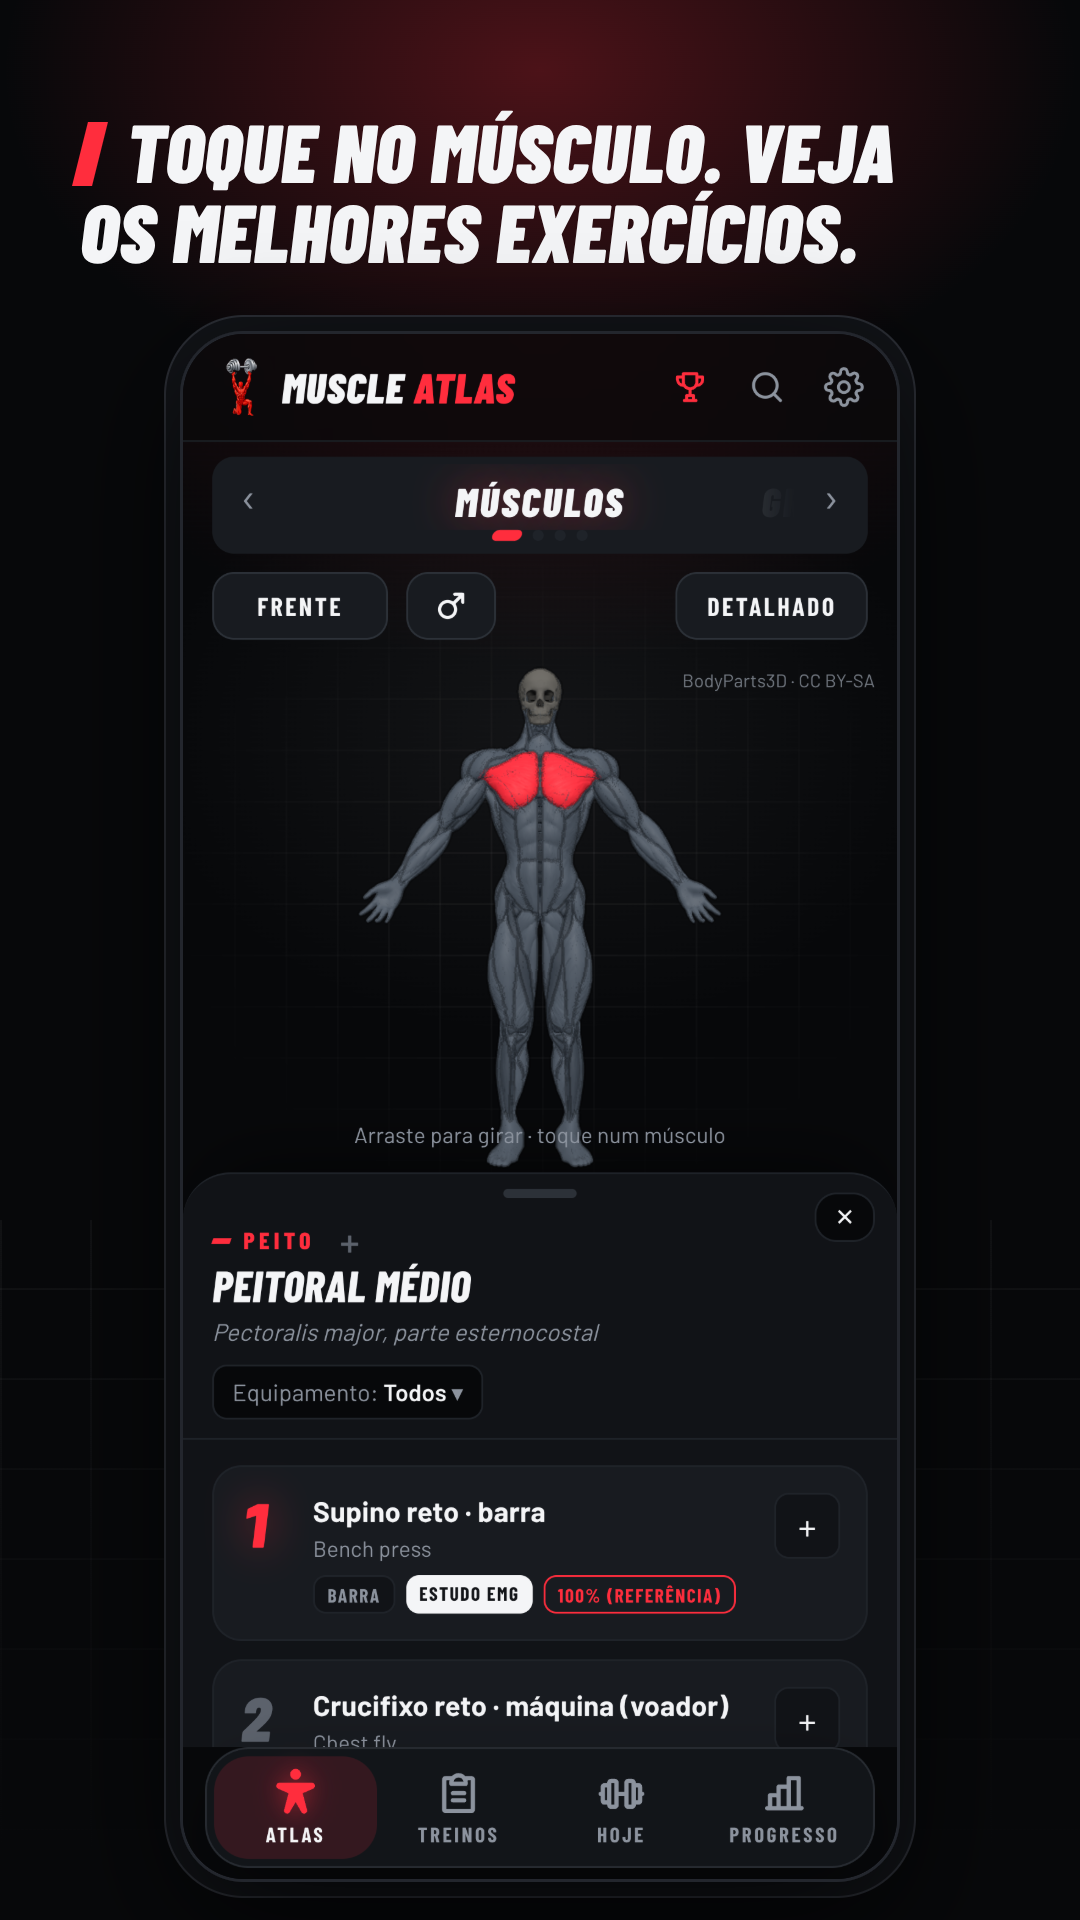 TOQUE NO MÚSCULO. VEJA
OS MELHORES EXERCÍCIOS.
MUSCLE ATLAS
‹ MÚSCULOS G ›
FRENTE
DETALHADO
BodyParts3D · CC BY-SA
Arraste para girar · toque num músculo
PEITO +
PEITORAL MÉDIO
Pectoralis major, parte esternocostal
Equipamento: Todos ▾
1
Supino reto · barra
Bench press
BARRA ESTUDO EMG 100% (REFERÊNCIA)
+
2
Crucifixo reto · máquina (voador)
Chest fly
+
ATLAS TREINOS HOJE PROGRESSO